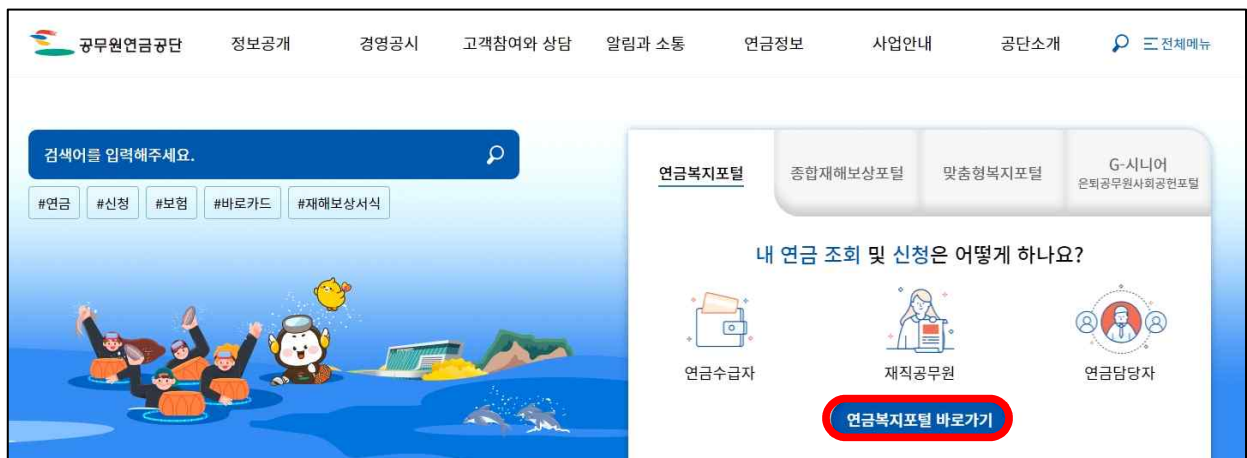 공무원연금공단 정보공개 경영공시 고객참여와 상담 알림과 소통 연금정보 사업안내 공단소개 전체메뉴
검색어를 입력해주세요.
#연금 #신청 #보험 #바로카드 #재해보상서식
연금복지포털 종합재해보상포털 맞춤형복지포털 G-시니어
은퇴공무원사회공헌포털
내 연금 조회 및 신청은 어떻게 하나요?
연금수급자 재직공무원 연금담당자
연금복지포털 바로가기